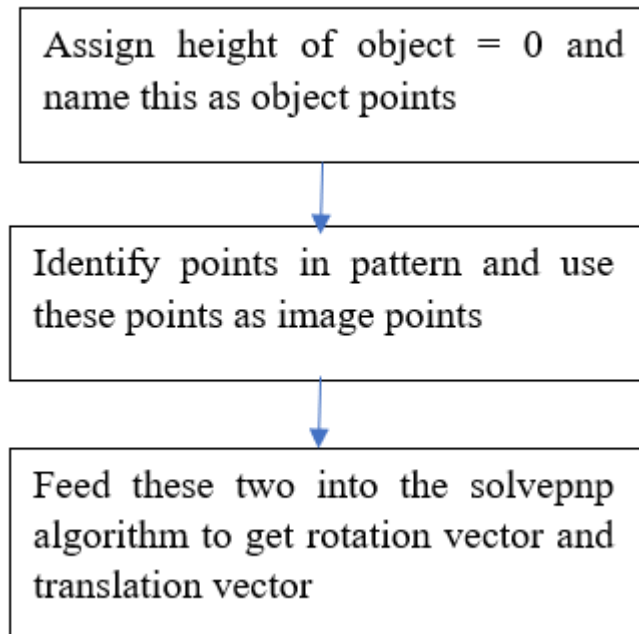 Assign height of object = 0 and
name this as object points
Identify points in pattern and use
these points as image points
Feed these two into the solvepnp
algorithm to get rotation vector and
translation vector